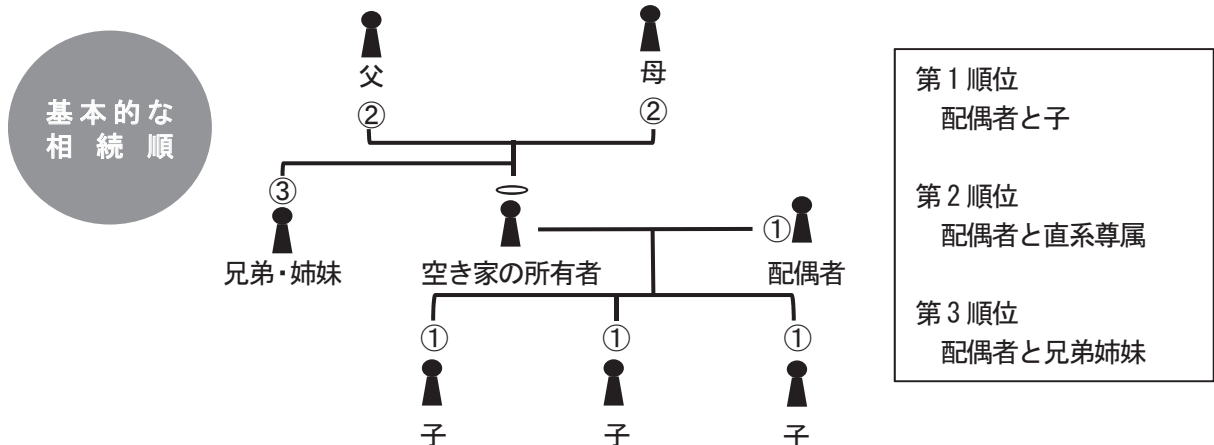 基本的な
相続順
父
母
②
②
③
①
兄弟・姉妹
空き家の所有者
配偶者
①
①
①
子
子
子
第1順位
配偶者と子
第2順位
配偶者と直系尊属
第3順位
配偶者と兄弟姉妹